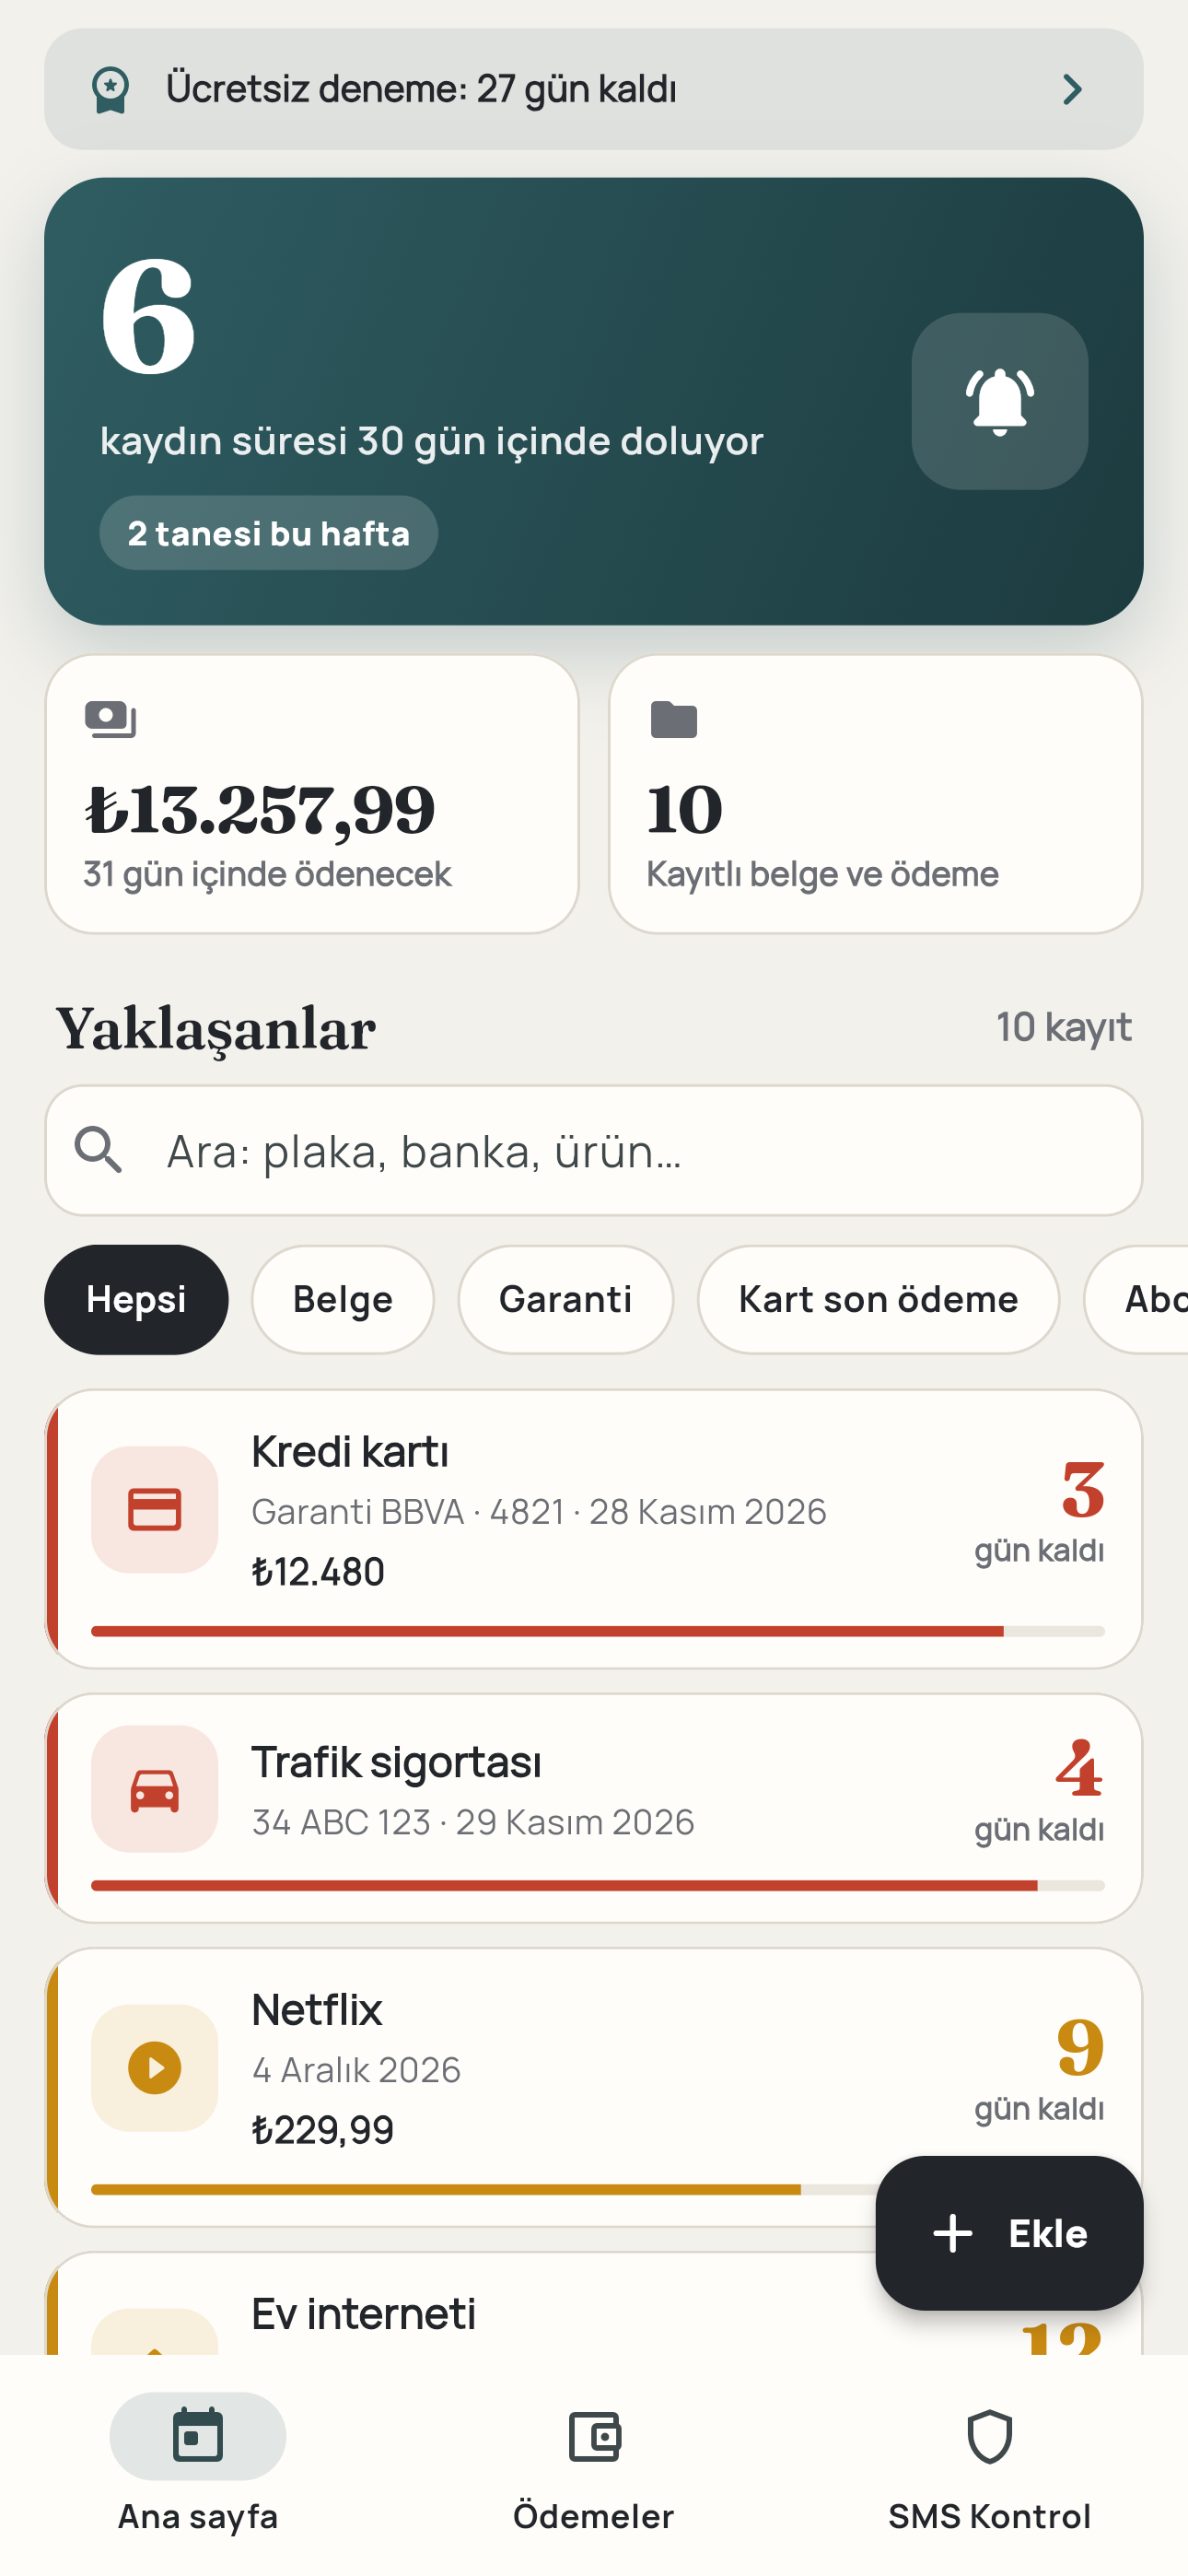 Ücretsiz deneme: 27 gün kaldı
6
kaydın süresi 30 gün içinde doluyor
2 tanesi bu hafta
₺13.257,99
31 gün içinde ödenecek
10
Kayıtlı belge ve ödeme
Yaklaşanlar
10 kayıt
Ara: plaka, banka, ürün...
Hepsi
Belge
Garanti
Kart son ödeme
Kredi kartı
Garanti BBVA · 4821 · 28 Kasım 2026
₺12.480
3
gün kaldı
Trafik sigortası
34 ABC 123 · 29 Kasım 2026
4
gün kaldı
Netflix
4 Aralık 2026
₺229,99
9
gün kaldı
Ekle
Ev interneti
Ana sayfa
Ödemeler
SMS Kontrol